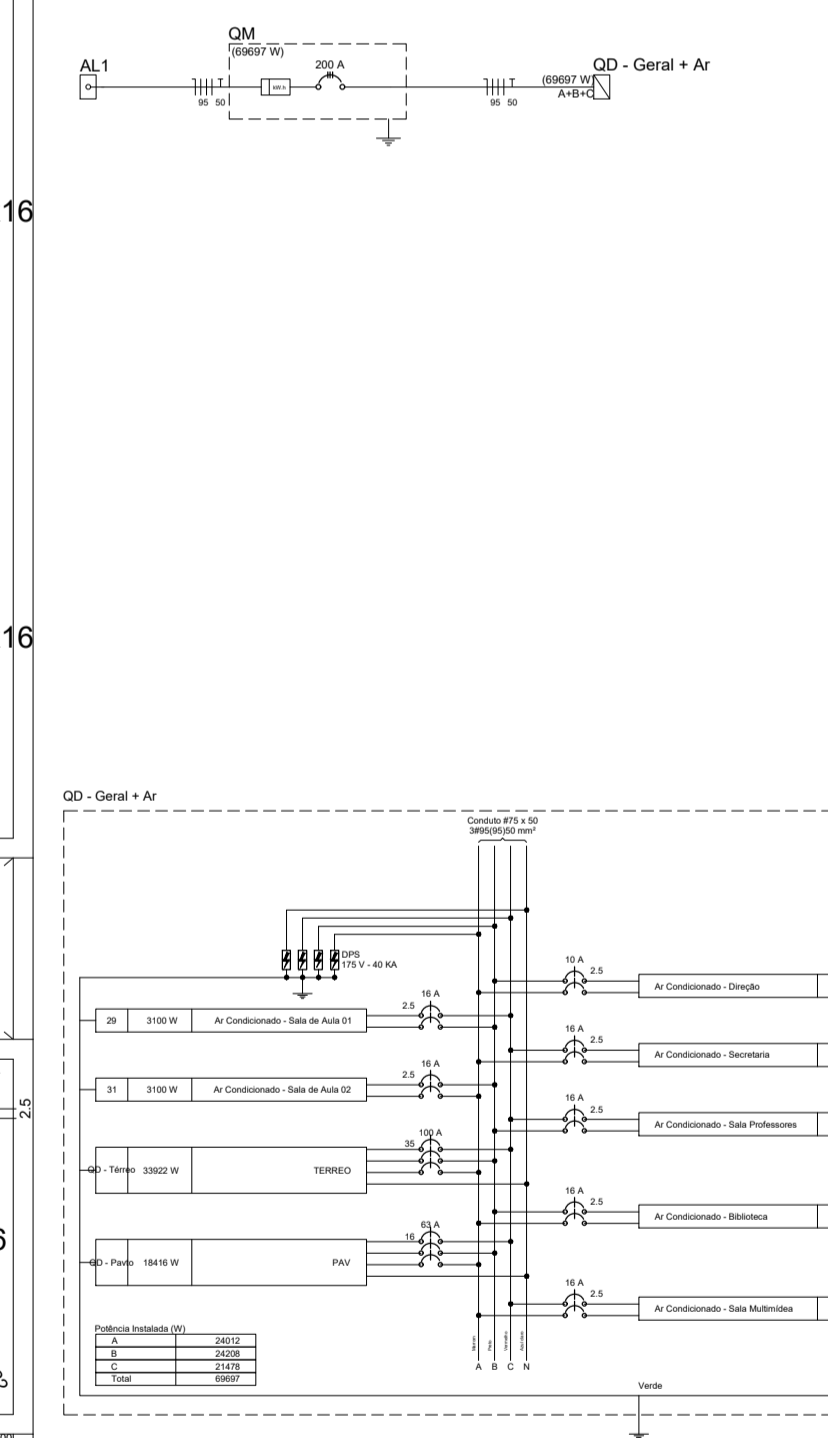 QM
(69697 W)
AL1
200 A
QD - Geral + Ar
kW.h
(69697 W)
A+B+C
95 50
95 50
16
16
2.5
QD - Geral + Ar
Conduto #75 x 50
3#95(95)50 mm²
DPS
175 V - 40 KA
10 A
2.5
Ar Condicionado - Direção
29 3100 W Ar Condicionado - Sala de Aula 01
2.5
16 A
16 A
2.5
Ar Condicionado - Secretaria
31 3100 W Ar Condicionado - Sala de Aula 02
2.5
16 A
16 A
2.5
Ar Condicionado - Sala Professores
QD - Térreo 33922 W TERREO
35
100 A
16 A
2.5
Ar Condicionado - Biblioteca
QD - Pavto 18416 W PAV
16
63 A
16 A
2.5
Ar Condicionado - Sala Multimídea
Potência Instalada (W)
A 24012
B 24208
C 21478
Total 69697
Preto
Vermelho
A B C N
Verde